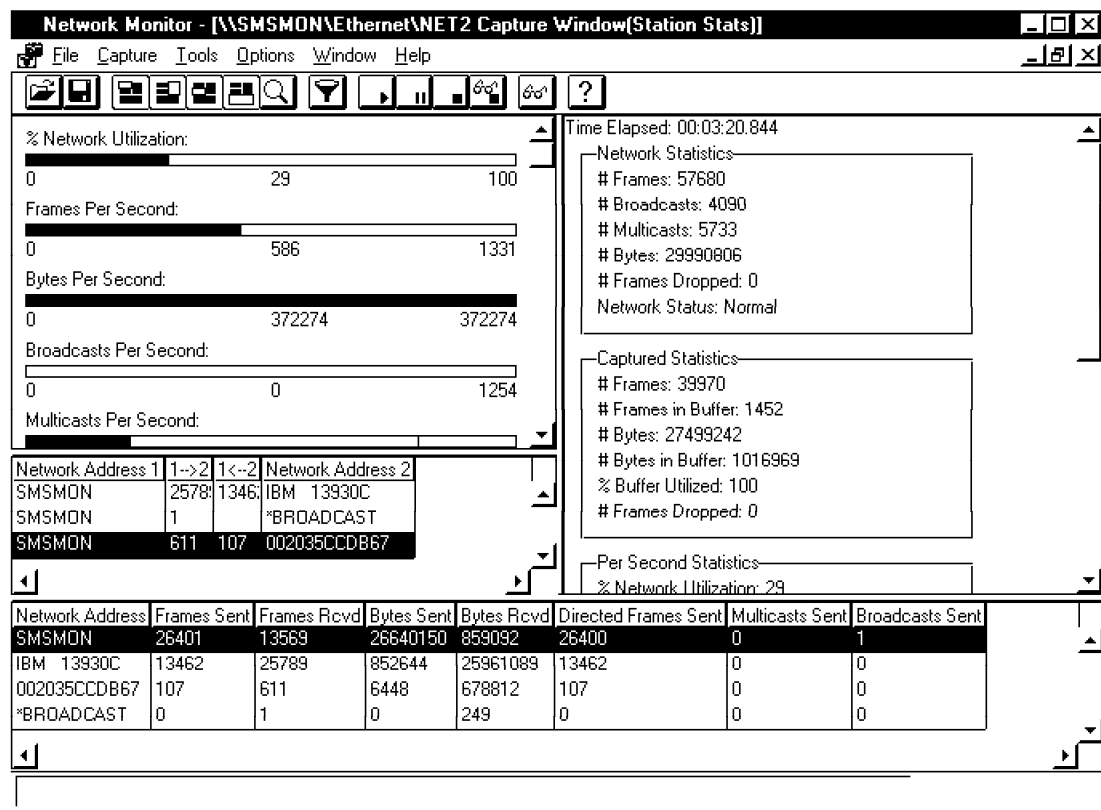 Network Monitor - [\\SMSMON\Ethernet\NET2 Capture Window(Station Stats)]
File Capture Tools Options Window Help
% Network Utilization:
0 29 100
Frames Per Second:
0 586 1331
Bytes Per Second:
0 372274 372274
Broadcasts Per Second:
0 0 1254
Multicasts Per Second:
Time Elapsed: 00:03:20.844
Network Statistics
# Frames: 57680
# Broadcasts: 4090
# Multicasts: 5733
# Bytes: 29990806
# Frames Dropped: 0
Network Status: Normal
Captured Statistics
# Frames: 39970
# Frames in Buffer: 1452
# Bytes: 27499242
# Bytes in Buffer: 1016969
% Buffer Utilized: 100
# Frames Dropped: 0
Per Second Statistics
% Network Utilization: 29
Network Address 1 1-->2 1<--2 Network Address 2
SMSMON 2578 1346 IBM 13930C
SMSMON 1 *BROADCAST
SMSMON 611 107 002035CCDB67
Network Address Frames Sent Frames Rcvd Bytes Sent Bytes Rcvd Directed Frames Sent Multicasts Sent Broadcasts Sent
SMSMON 26401 13569 26640150 859092 26400 0 1
IBM 13930C 13462 25789 852644 25961089 13462 0 0
002035CCDB67 107 611 6448 678812 107 0 0
*BROADCAST 0 1 0 249 0 0 0